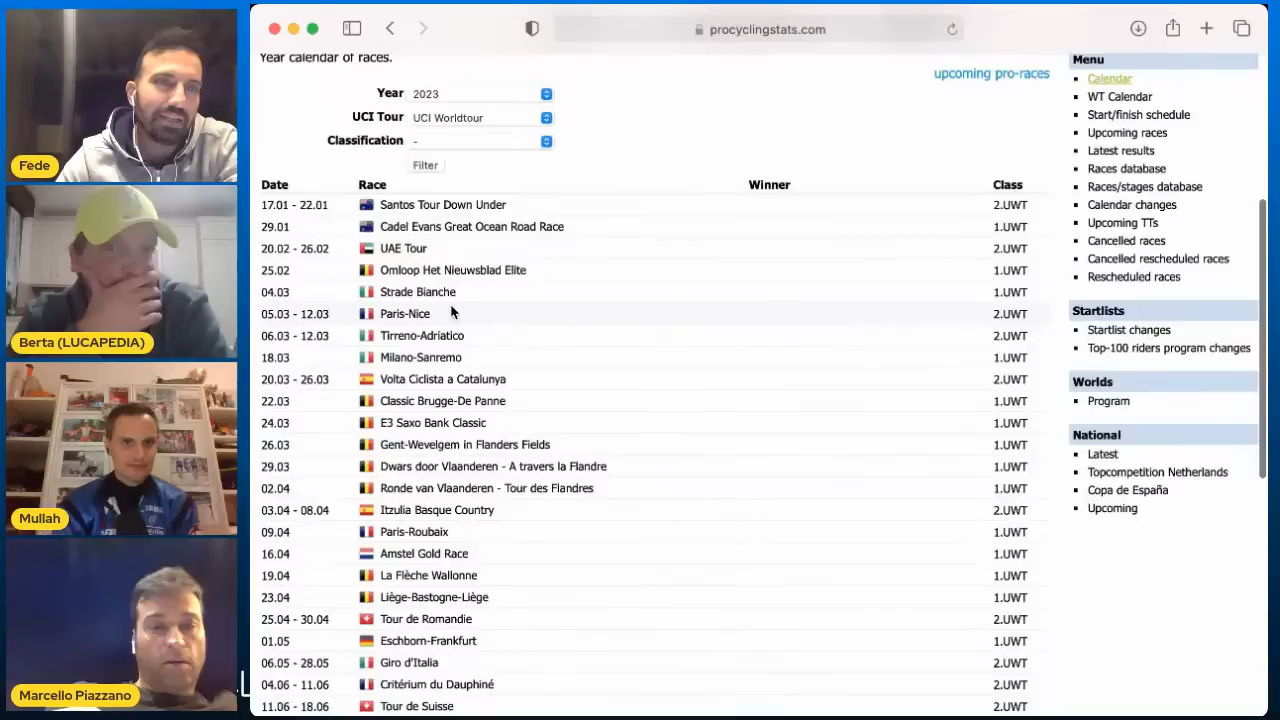 Fede
Berta (LUCAPEDIA)
Mullah
Marcello Piazzano
procyclingstats.com
Year calendar of races.
upcoming pro-races
Year 2023
UCI Tour UCI Worldtour
Classification -
Filter
Date Race Winner Class
17.01 - 22.01 Santos Tour Down Under 2.UWT
29.01 Cadel Evans Great Ocean Road Race 1.UWT
20.02 - 26.02 UAE Tour 2.UWT
25.02 Omloop Het Nieuwsblad Elite 1.UWT
04.03 Strade Bianche 1.UWT
05.03 - 12.03 Paris-Nice 2.UWT
06.03 - 12.03 Tirreno-Adriatico 2.UWT
18.03 Milano-Sanremo 1.UWT
20.03 - 26.03 Volta Ciclista a Catalunya 2.UWT
22.03 Classic Brugge-De Panne 1.UWT
24.03 E3 Saxo Bank Classic 1.UWT
26.03 Gent-Wevelgem in Flanders Fields 1.UWT
29.03 Dwars door Vlaanderen - A travers la Flandre 1.UWT
02.04 Ronde van Vlaanderen - Tour des Flandres 1.UWT
03.04 - 08.04 Itzulia Basque Country 2.UWT
09.04 Paris-Roubaix 1.UWT
16.04 Amstel Gold Race 1.UWT
19.04 La Flèche Wallonne 1.UWT
23.04 Liège-Bastogne-Liège 1.UWT
25.04 - 30.04 Tour de Romandie 2.UWT
01.05 Eschborn-Frankfurt 1.UWT
06.05 - 28.05 Giro d'Italia 2.UWT
04.06 - 11.06 Critérium du Dauphiné 2.UWT
11.06 - 18.06 Tour de Suisse 2.UWT
Menu
Calendar
WT Calendar
Start/finish schedule
Upcoming races
Latest results
Races database
Races/stages database
Calendar changes
Upcoming TTs
Cancelled races
Cancelled rescheduled races
Rescheduled races
Startlists
Startlist changes
Top-100 riders program changes
Worlds
Program
National
Latest
Topcompetition Netherlands
Copa de España
Upcoming